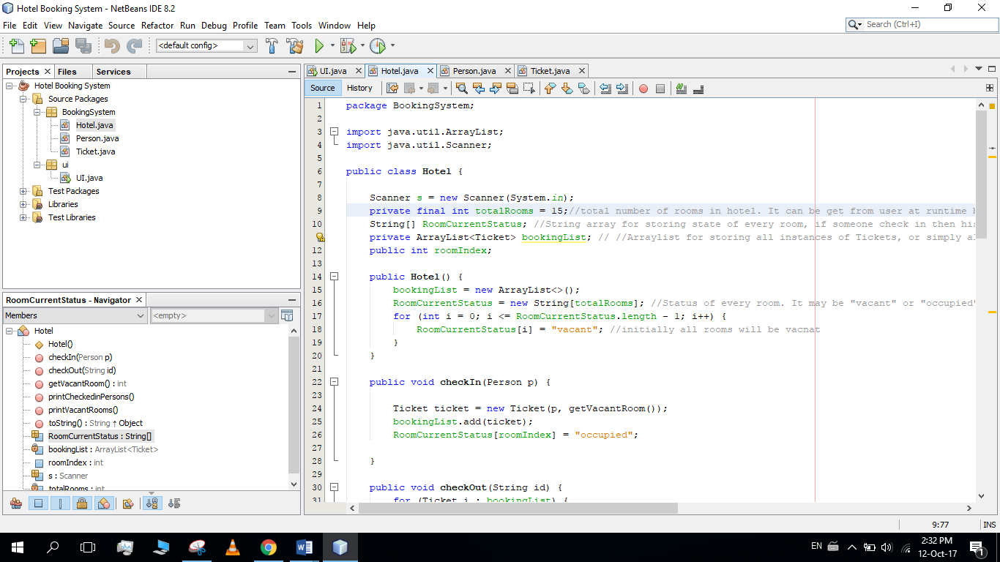 Hotel Booking System - NetBeans IDE 8.2
File Edit View Navigate Source Refactor Run Debug Profile Team Tools Window Help
Search (Ctrl+I)
<default config>
Projects Files Services
Hotel Booking System
Source Packages
BookingSystem
Hotel.java
Person.java
Ticket.java
ui
UI.java
Test Packages
Libraries
Test Libraries
RoomCurrentStatus - Navigator
Members <empty>
Hotel
Hotel()
checkIn(Person p)
checkOut(String id)
getVacantRoom() : int
printCheckedinPersons()
printVacantRooms()
toString() : String ↑ Object
RoomCurrentStatus : String[]
bookingList : ArrayList<Ticket>
roomIndex : int
s : Scanner
totalRooms : int
UI.java Hotel.java Person.java Ticket.java
Source History
1 package BookingSystem;
2
3 import java.util.ArrayList;
4 import java.util.Scanner;
5
6 public class Hotel {
7
8 Scanner s = new Scanner(System.in);
9 private final int totalRooms = 15;//total number of rooms in hotel. It can be get from user at runtime
10 String[] RoomCurrentStatus; //String array for storing state of every room, if someone check in then his
private ArrayList<Ticket> bookingList; // //Arraylist for storing all instances of Tickets, or simply
12 public int roomIndex;
13
14 public Hotel() {
15 bookingList = new ArrayList<>();
16 RoomCurrentStatus = new String[totalRooms]; //Status of every room. It may be "vacant" or "occupied"
17 for (int i = 0; i <= RoomCurrentStatus.length - 1; i++) {
18 RoomCurrentStatus[i] = "vacant"; //initially all rooms will be vacnat
19 }
20 }
21
22 public void checkIn(Person p) {
23
24 Ticket ticket = new Ticket(p, getVacantRoom());
25 bookingList.add(ticket);
26 RoomCurrentStatus[roomIndex] = "occupied";
27
28 }
29
30 public void checkOut(String id) {
31 for (Ticket i : bookingList) {
9:77 INS
EN 2:32 PM
12-Oct-17
1